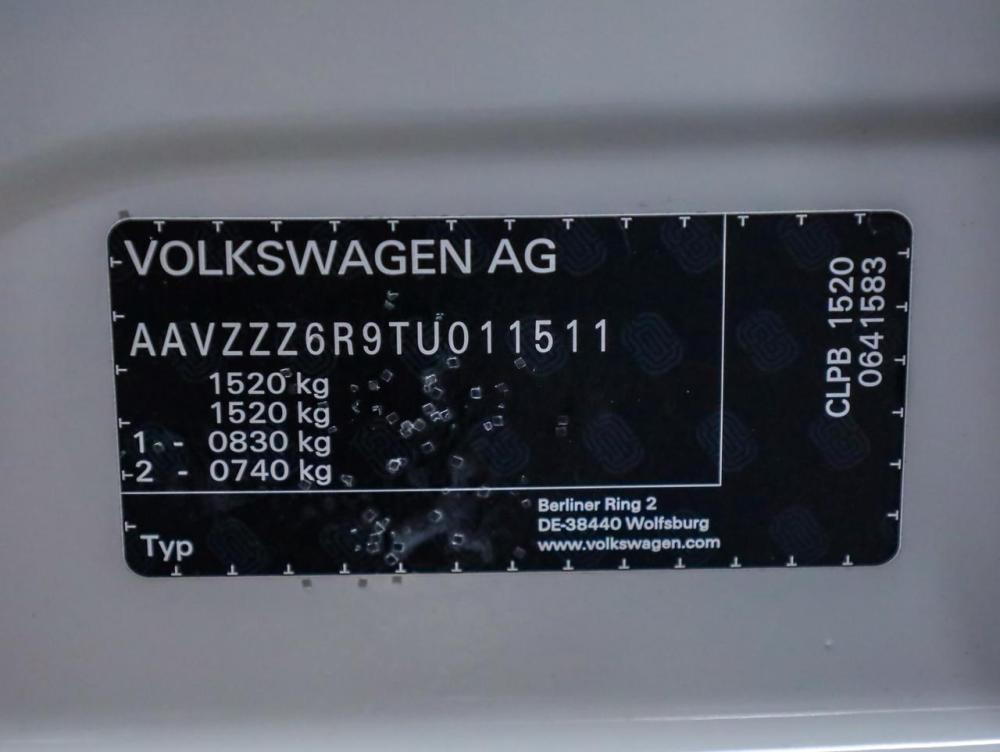 VOLKSWAGEN AG
AAVZZZ6R9TU011511
1520 kg
1520 kg
1 - 0830 kg
2 - 0740 kg
Typ
Berliner Ring 2
DE-38440 Wolfsburg
www.volkswagen.com
CLPB 1520
0641583